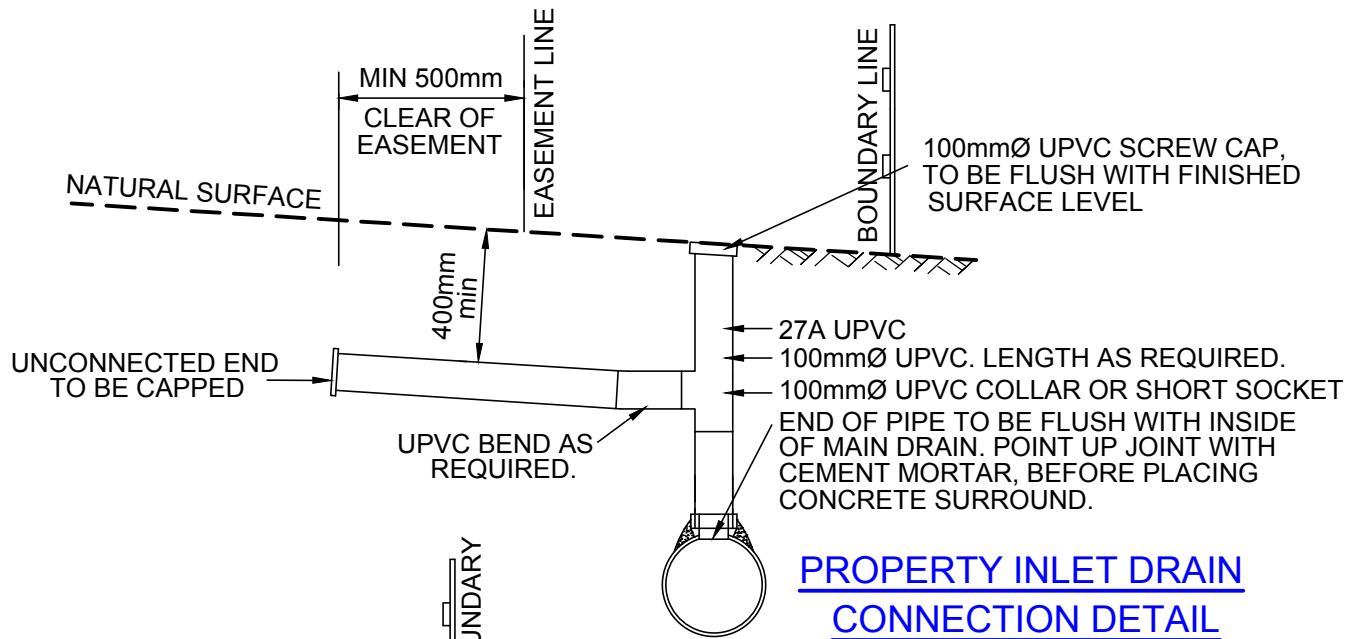 MIN 500mm
CLEAR OF
EASEMENT
EASEMENT LINE
BOUNDARY LINE
100mmØ UPVC SCREW CAP,
TO BE FLUSH WITH FINISHED
SURFACE LEVEL
NATURAL SURFACE
400mm
min
27A UPVC
100mmØ UPVC. LENGTH AS REQUIRED.
100mmØ UPVC COLLAR OR SHORT SOCKET
UNCONNECTED END
TO BE CAPPED
UPVC BEND AS
REQUIRED.
END OF PIPE TO BE FLUSH WITH INSIDE
OF MAIN DRAIN. POINT UP JOINT WITH
CEMENT MORTAR, BEFORE PLACING
CONCRETE SURROUND.
PROPERTY INLET DRAIN
CONNECTION DETAIL
UNDARY